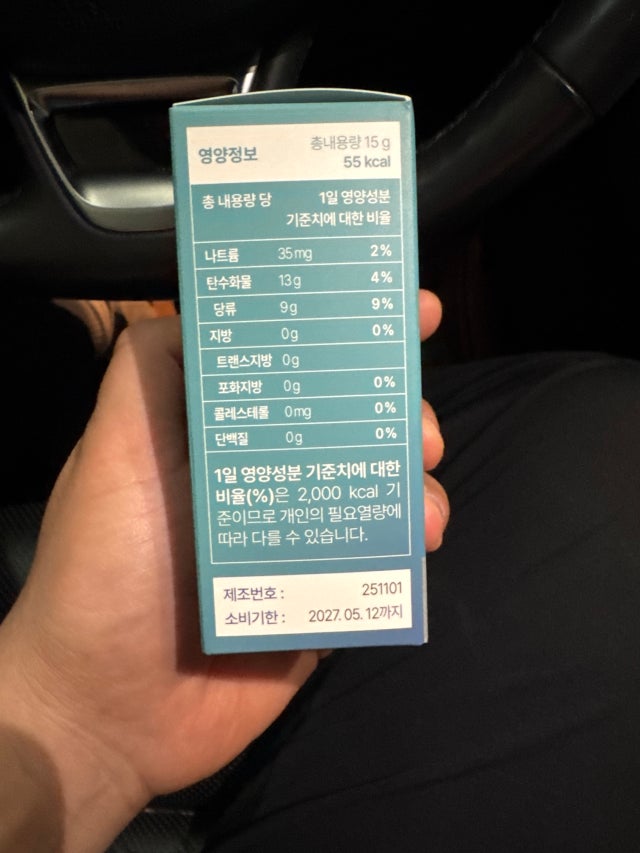 영양정보
총내용량 15 g
55 kcal
총 내용량 당
1일 영양성분
기준치에 대한 비율
나트륨 35 mg 2 %
탄수화물 13 g 4 %
당류 9 g 9 %
지방 0 g 0 %
트랜스지방 0 g
포화지방 0 g 0 %
콜레스테롤 0 mg 0 %
단백질 0 g 0 %
1일 영양성분 기준치에 대한
비율(%)은 2,000 kcal 기
준이므로 개인의 필요열량에
따라 다를 수 있습니다.
제조번호 : 251101
소비기한 : 2027. 05. 12까지